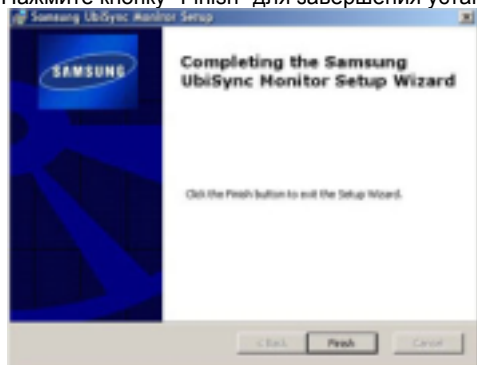 Нажмите кнопку "Finish" для завершения уста
Samsung UbiSync Monitor Setup
SAMSUNG
Completing the Samsung
UbiSync Monitor Setup Wizard
Click the Finish button to exit the Setup Wizard.
< Back Finish Cancel